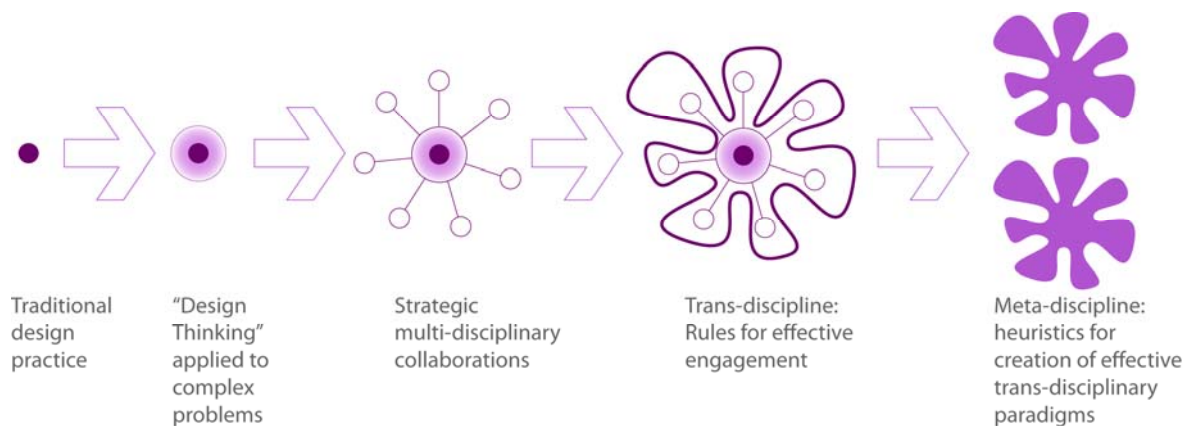 Traditional
design
practice
“Design
Thinking”
applied to
complex
problems
Strategic
multi-disciplinary
collaborations
Trans-discipline:
Rules for effective
engagement
Meta-discipline:
heuristics for
creation of effective
trans-disciplinary
paradigms